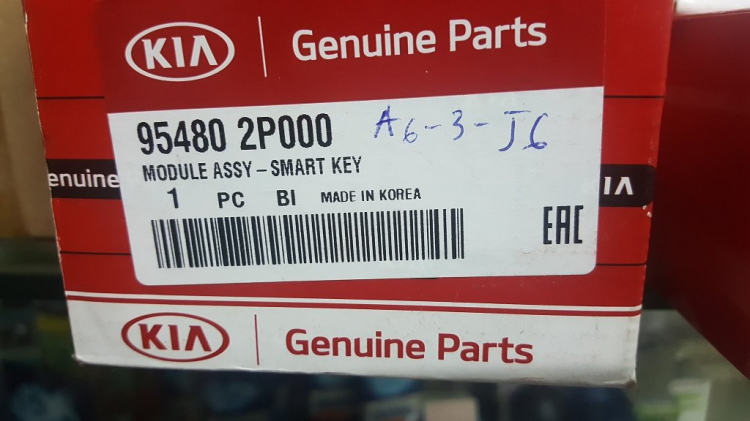 KIA Genuine Parts
95480 2P000 A6-3-J6
MODULE ASSY-SMART KEY
1 PC BI MADE IN KOREA
enuine
IA
EAC
KIA Genuine Parts